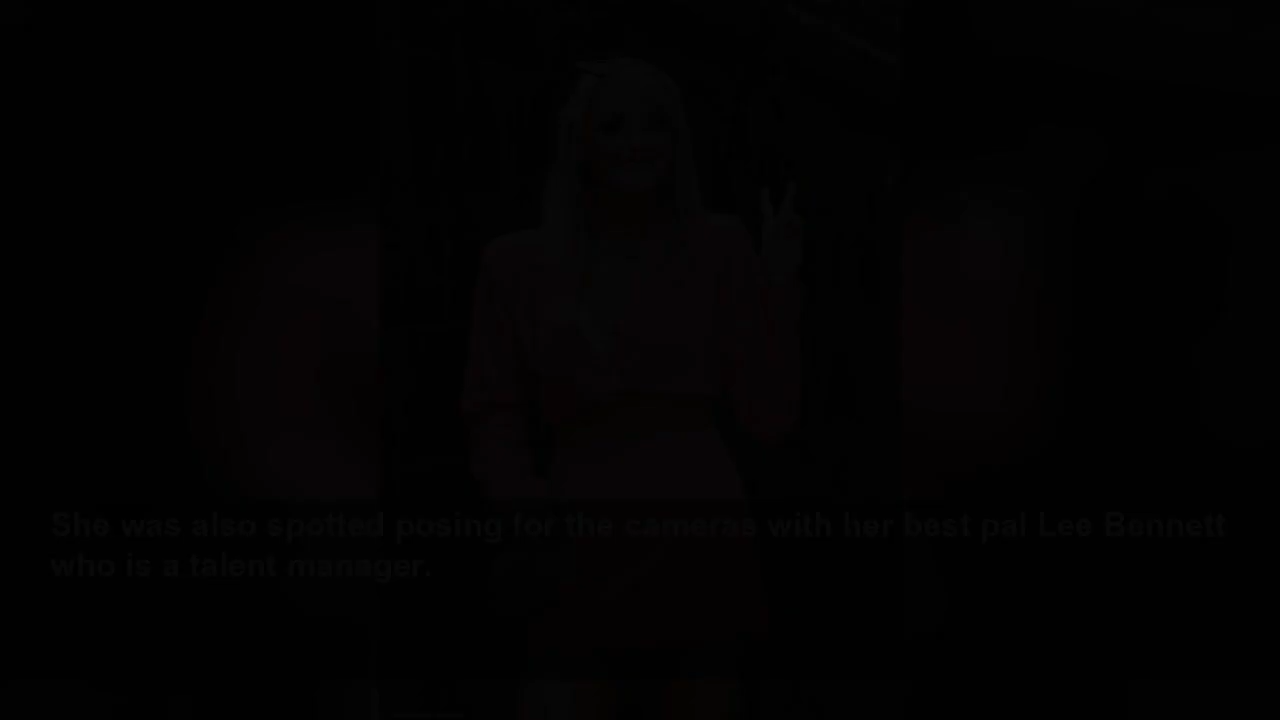 She was also spotted posing for the cameras with her best pal Lee Bennett
who is a talent manager.